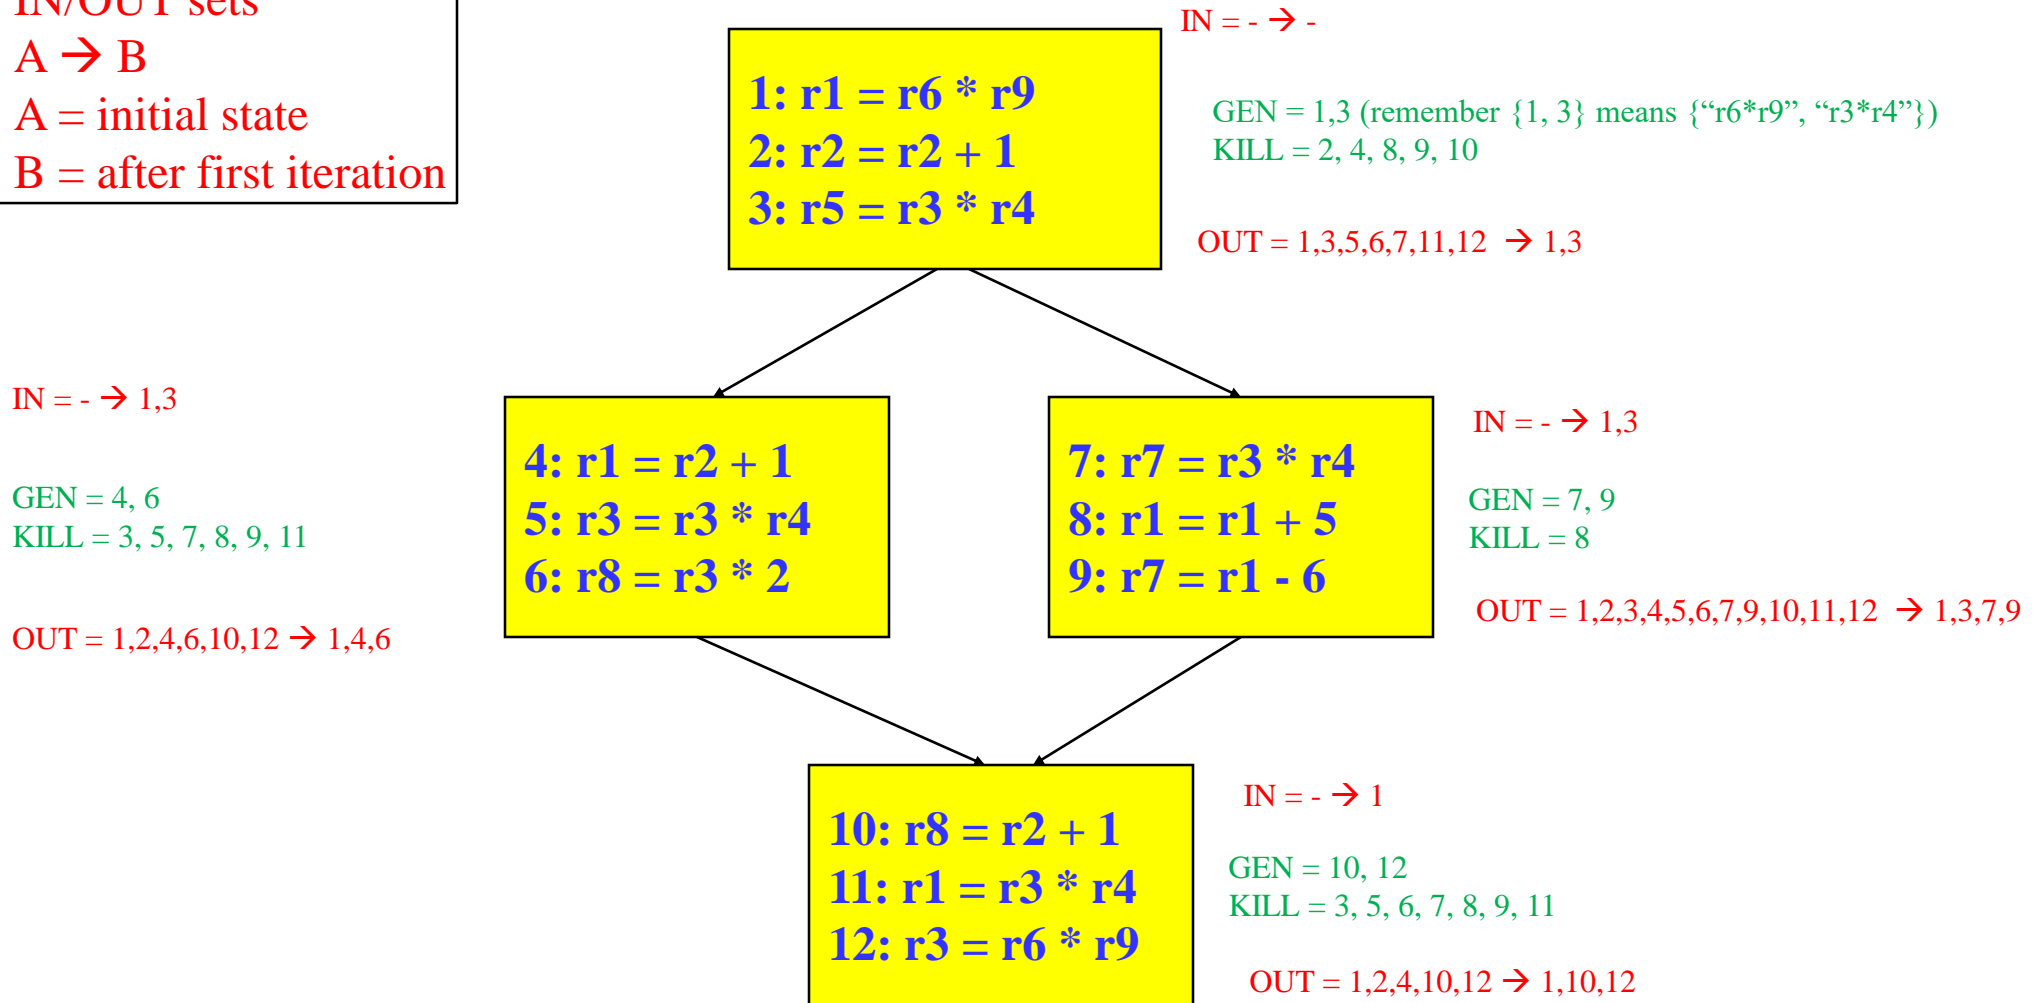 IN/OUT sets
A → B
A = initial state
B = after first iteration
IN = - → -
1: r1 = r6 * r9
2: r2 = r2 + 1
3: r5 = r3 * r4
GEN = 1,3 (remember {1, 3} means {“r6*r9”, “r3*r4”})
KILL = 2, 4, 8, 9, 10
OUT = 1,3,5,6,7,11,12 → 1,3
IN = - → 1,3
GEN = 4, 6
KILL = 3, 5, 7, 8, 9, 11
OUT = 1,2,4,6,10,12 → 1,4,6
4: r1 = r2 + 1
5: r3 = r3 * r4
6: r8 = r3 * 2
7: r7 = r3 * r4
8: r1 = r1 + 5
9: r7 = r1 - 6
IN = - → 1,3
GEN = 7, 9
KILL = 8
OUT = 1,2,3,4,5,6,7,9,10,11,12 → 1,3,7,9
10: r8 = r2 + 1
11: r1 = r3 * r4
12: r3 = r6 * r9
IN = - → 1
GEN = 10, 12
KILL = 3, 5, 6, 7, 8, 9, 11
OUT = 1,2,4,10,12 → 1,10,12